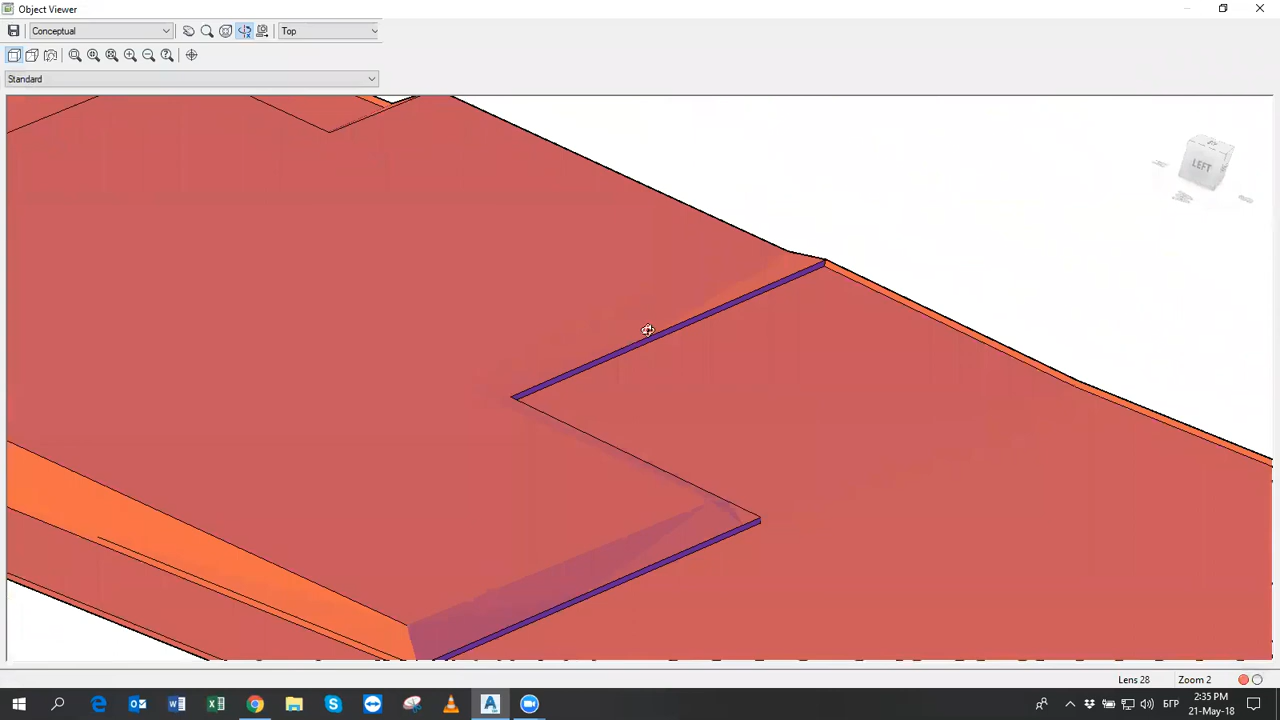 Object Viewer
Conceptual
Top
Standard
LEFT
Lens 28
Zoom 2
2:35 PM
БГР
21-May-18